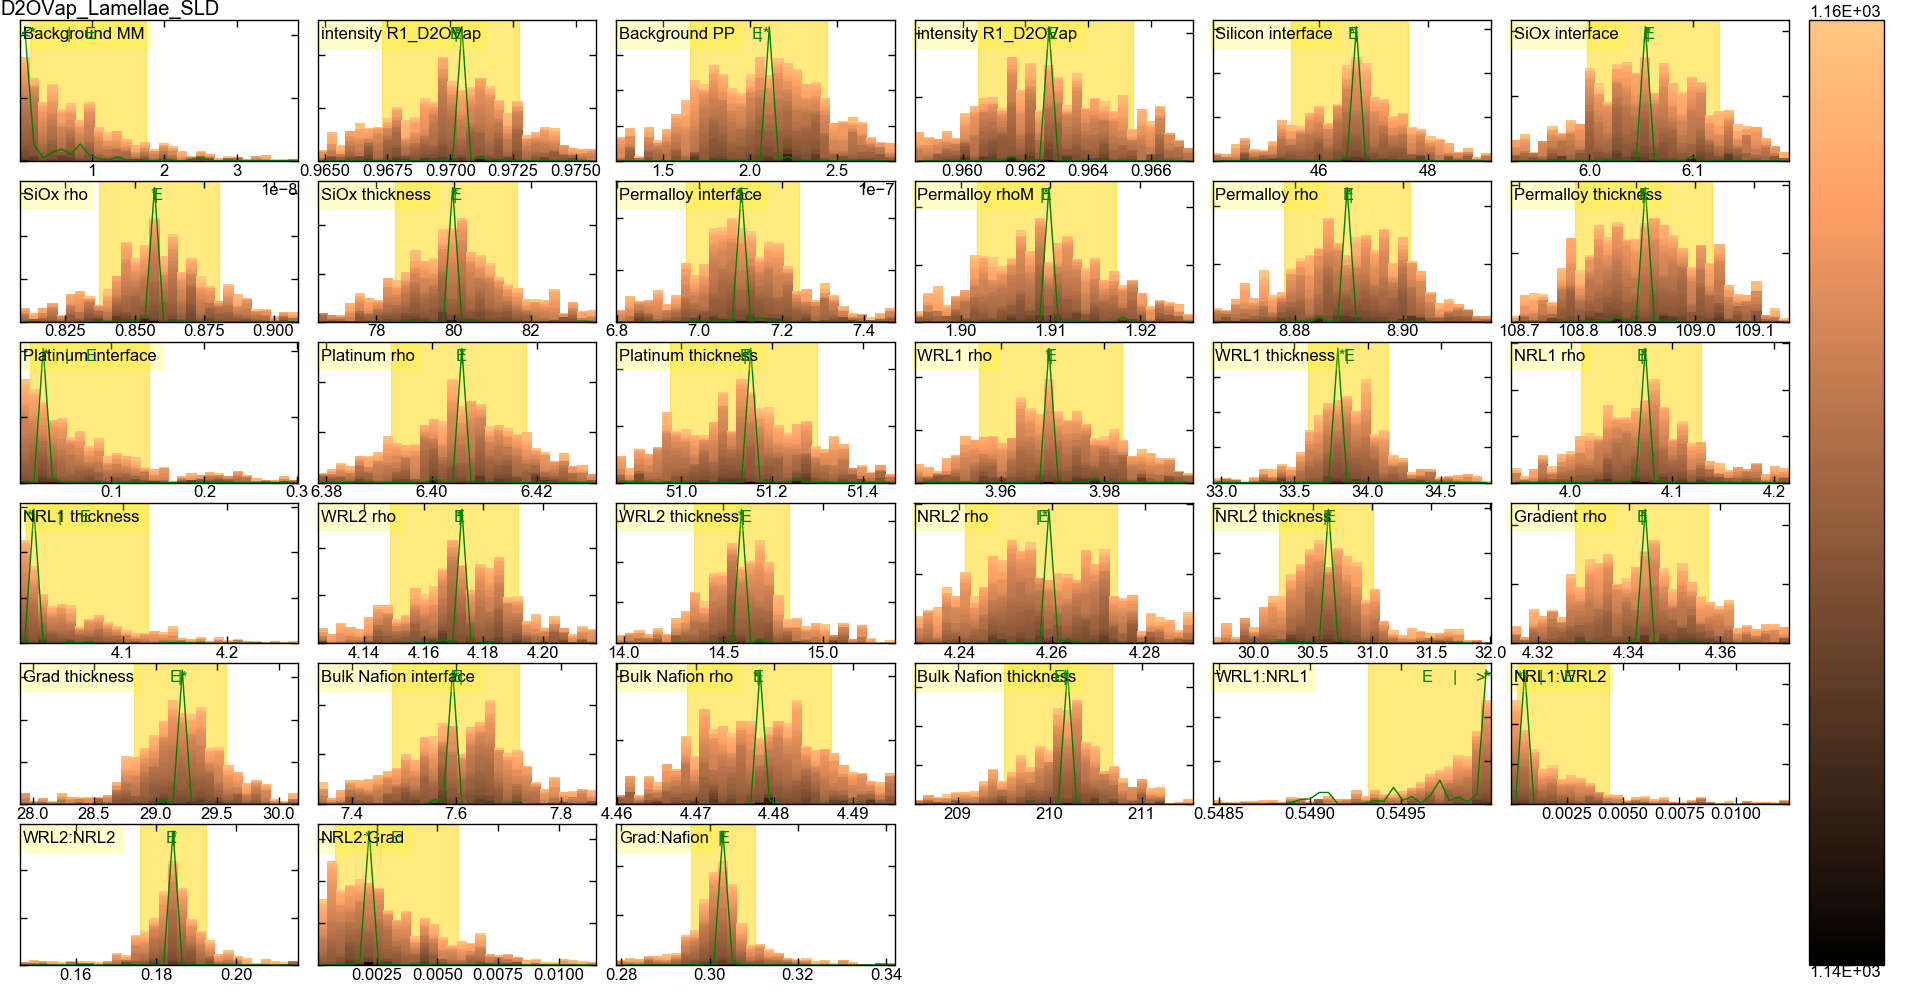 D2OVap_Lamellae_SLD
1.16E+03
Background MM
intensity R1_D2OVap
Background PP
intensity R1_D2OVap
Silicon interface
SiOx interface
1 2 3
0.9650 0.9675 0.9700 0.9725 0.9750
1.5 2.0 2.5
0.960 0.962 0.964 0.966
46 48
6.0 6.1
1e-8
1e-7
SiOx rho
SiOx thickness
Permalloy interface
Permalloy rhoM
Permalloy rho
Permalloy thickness
0.825 0.850 0.875 0.900
78 80 82
6.8 7.0 7.2 7.4
1.90 1.91 1.92
8.88 8.90
108.7 108.8 108.9 109.0 109.1
Platinum interface
Platinum rho
Platinum thickness
WRL1 rho
WRL1 thickness
NRL1 rho
0.1 0.2 0.3
6.38 6.40 6.42
51.0 51.2 51.4
3.96 3.98
33.0 33.5 34.0 34.5
4.0 4.1 4.2
NRL1 thickness
WRL2 rho
WRL2 thickness
NRL2 rho
NRL2 thickness
Gradient rho
4.1 4.2
4.14 4.16 4.18 4.20
14.0 14.5 15.0
4.24 4.26 4.28
30.0 30.5 31.0 31.5 32.0
4.32 4.34 4.36
Grad thickness
Bulk Nafion interface
Bulk Nafion rho
Bulk Nafion thickness
WRL1:NRL1
NRL1:WRL2
28.0 28.5 29.0 29.5 30.0
7.4 7.6 7.8
4.46 4.47 4.48 4.49
209 210 211
0.5485 0.5490 0.5495
0.0025 0.0050 0.0075 0.0100
WRL2:NRL2
NRL2:Grad
Grad:Nafion
0.16 0.18 0.20
0.0025 0.0050 0.0075 0.0100
0.28 0.30 0.32 0.34
1.14E+03